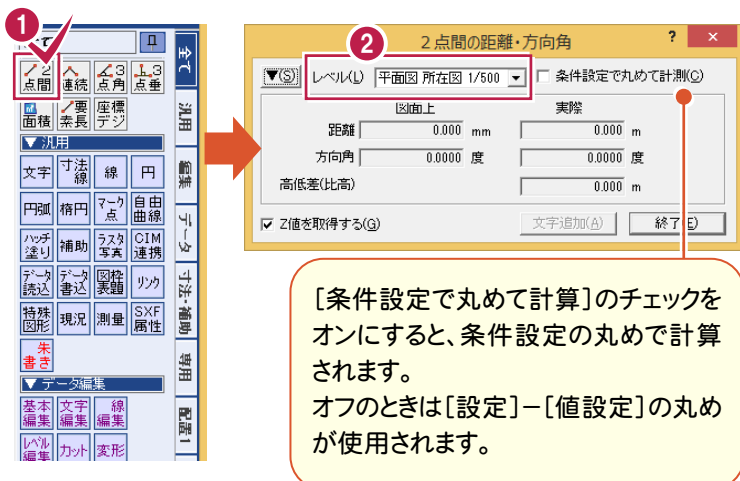 1
全て
2点間
連続
3点角
3点垂
面積
要素長
座標デジ
▼汎用
文字
寸法線
線
円
円弧
楕円
マーク点
自由曲線
ハッチ塗り
補助
ラスタ写真
CIM連携
データ読込
データ書込
図枠表題
リンク
特殊図形
現況
測量
SXF属性
朱書き
▼データ編集
基本編集
文字編集
線編集
レベル編集
カット
変形
全て
汎用
編集
データ
寸法・補助
専用
配置1
2
2点間の距離・方向角 ? ×
▼(S) レベル(L) 平面図 所在図 1/500 条件設定で丸めて計測(C)
図面上 実際
距離 0.000 mm 0.000 m
方向角 0.0000 度 0.0000 度
高低差(比高) 0.000 m
Z値を取得する(G) 文字追加(A) 終了(E)
[条件設定で丸めて計算]のチェックを
オンにすると、条件設定の丸めで計算
されます。
オフのときは[設定]-[値設定]の丸め
が使用されます。